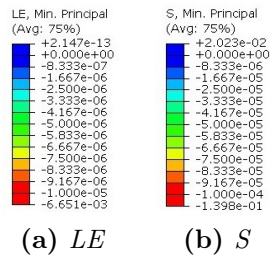 LE, Min. Principal
(Avg: 75%)
+2.147e-13
+0.000e+00
-8.333e-07
-1.667e-06
-2.500e-06
-3.333e-06
-4.167e-06
-5.000e-06
-5.833e-06
-6.667e-06
-7.500e-06
-8.333e-06
-9.167e-06
-1.000e-05
-6.651e-03
(a) LE
S, Min. Principal
(Avg: 75%)
+2.023e-02
+0.000e+00
-8.333e-06
-1.667e-05
-2.500e-05
-3.333e-05
-4.167e-05
-5.000e-05
-5.833e-05
-6.667e-05
-7.500e-05
-8.333e-05
-9.167e-05
-1.000e-04
-1.398e-01
(b) S